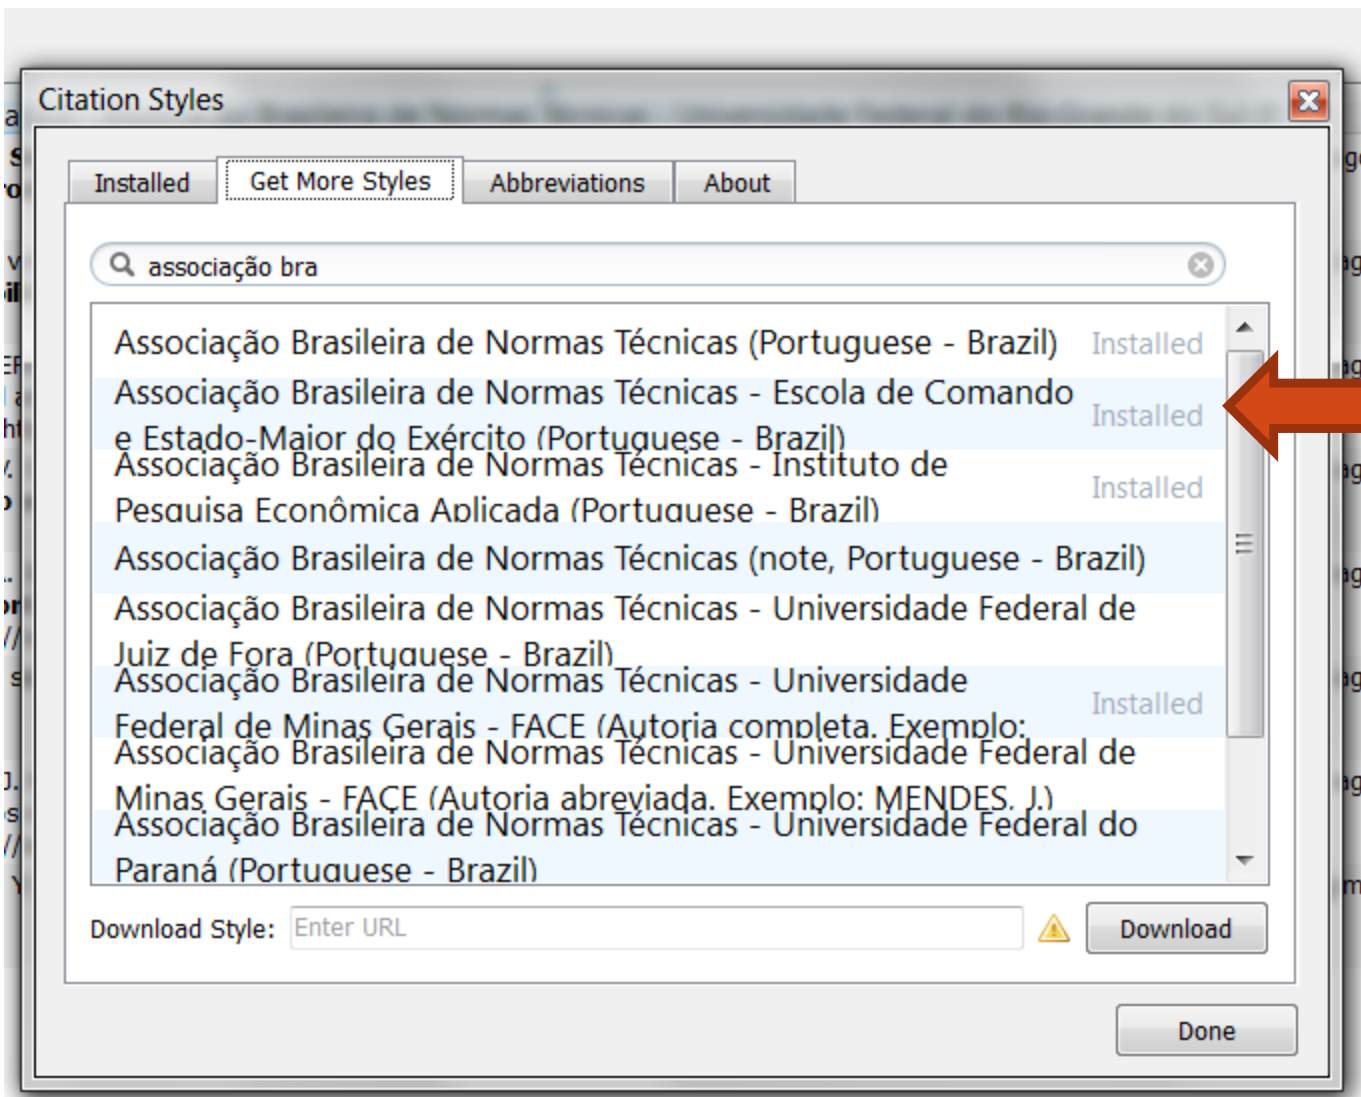 Citation Styles
Installed
Get More Styles
Abbreviations
About
associação bra
Associação Brasileira de Normas Técnicas (Portuguese - Brazil)
Installed
Associação Brasileira de Normas Técnicas - Escola de Comando
e Estado-Maior do Exército (Portuguese - Brazil)
Installed
Associação Brasileira de Normas Técnicas - Instituto de
Pesquisa Econômica Aplicada (Portuguese - Brazil)
Installed
Associação Brasileira de Normas Técnicas (note, Portuguese - Brazil)
Associação Brasileira de Normas Técnicas - Universidade Federal de
Juiz de Fora (Portuguese - Brazil)
Associação Brasileira de Normas Técnicas - Universidade
Federal de Minas Gerais - FACE (Autoria completa. Exemplo:
Installed
Associação Brasileira de Normas Técnicas - Universidade Federal de
Minas Gerais - FACE (Autoria abreviada. Exemplo: MENDES, J.)
Associação Brasileira de Normas Técnicas - Universidade Federal do
Paraná (Portuguese - Brazil)
Download Style:
Enter URL
Download
Done